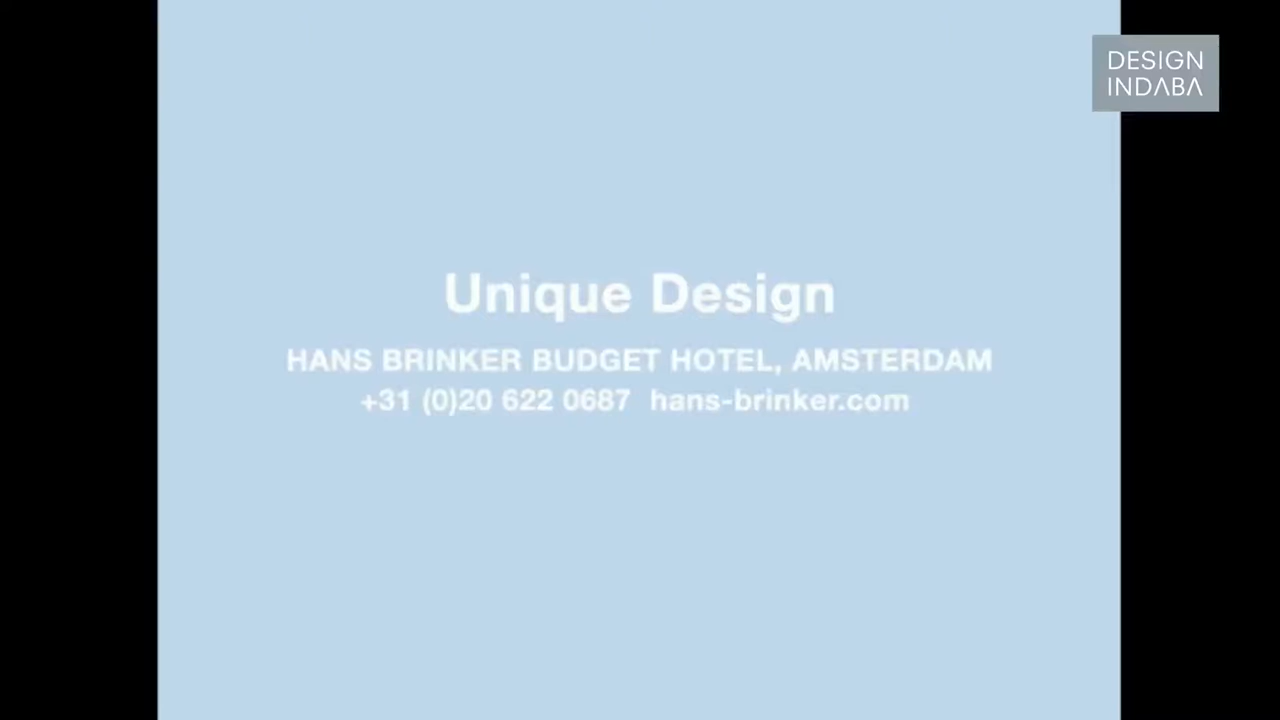 DESIGN
INDABA
Unique Design
HANS BRINKER BUDGET HOTEL, AMSTERDAM
+31 (0)20 622 0687 hans-brinker.com